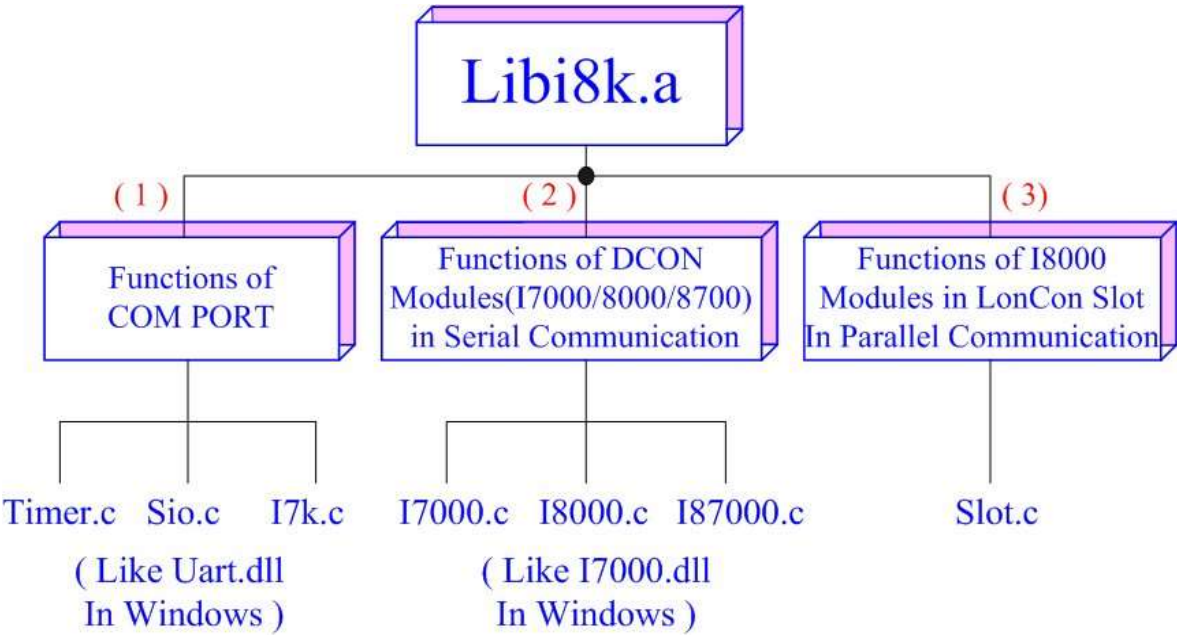 Libi8k.a
( 1 )
( 2 )
( 3)
Functions of
COM PORT
Functions of DCON
Modules(I7000/8000/8700)
in Serial Communication
Functions of I8000
Modules in LonCon Slot
In Parallel Communication
Timer.c Sio.c I7k.c
( Like Uart.dll
In Windows )
I7000.c I8000.c I87000.c
( Like I7000.dll
In Windows )
Slot.c